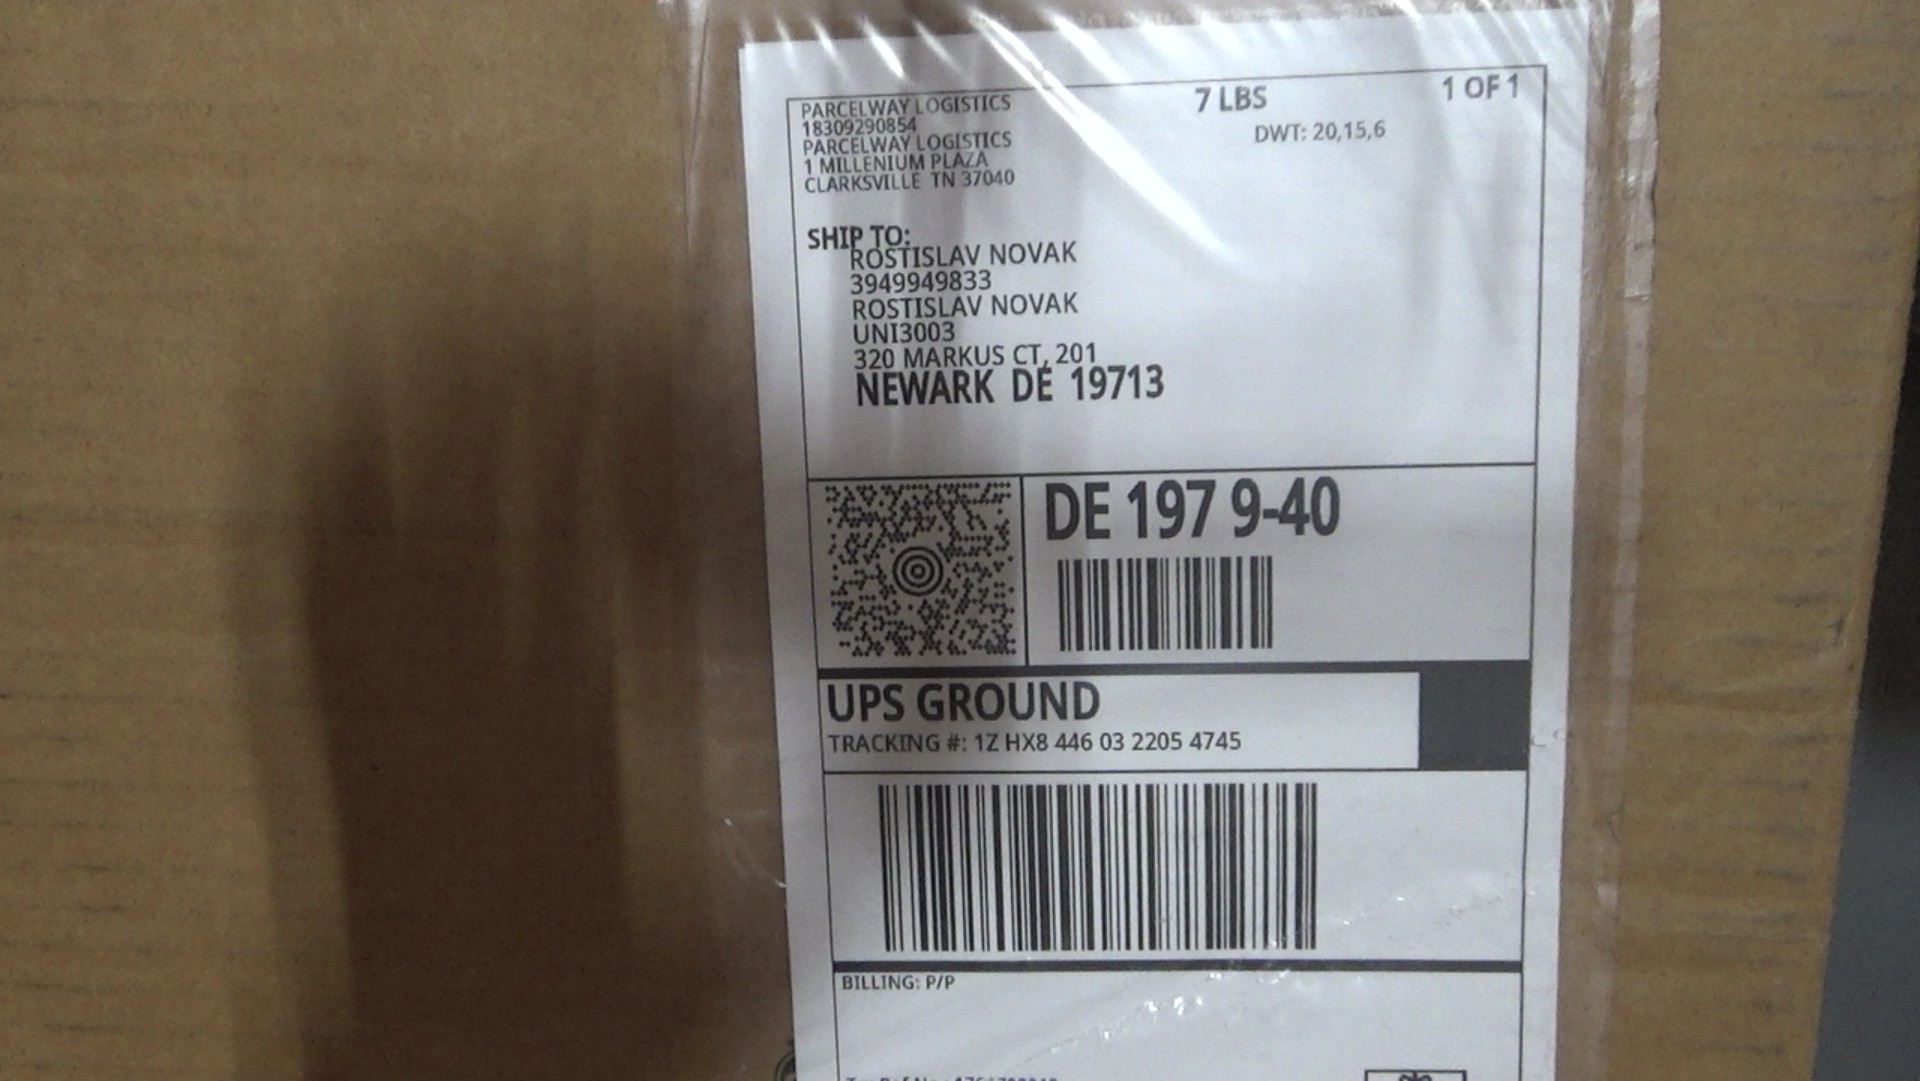 PARCELWAY LOGISTICS
18309290854
PARCELWAY LOGISTICS
1 MILLENIUM PLAZA
CLARKSVILLE TN 37040
7 LBS
1 OF 1
DWT: 20,15,6
SHIP TO:
ROSTISLAV NOVAK
3949949833
ROSTISLAV NOVAK
UNI3003
320 MARKUS CT, 201
NEWARK DE 19713
DE 197 9-40
UPS GROUND
TRACKING #: 1Z HX8 446 03 2205 4745
BILLING: P/P